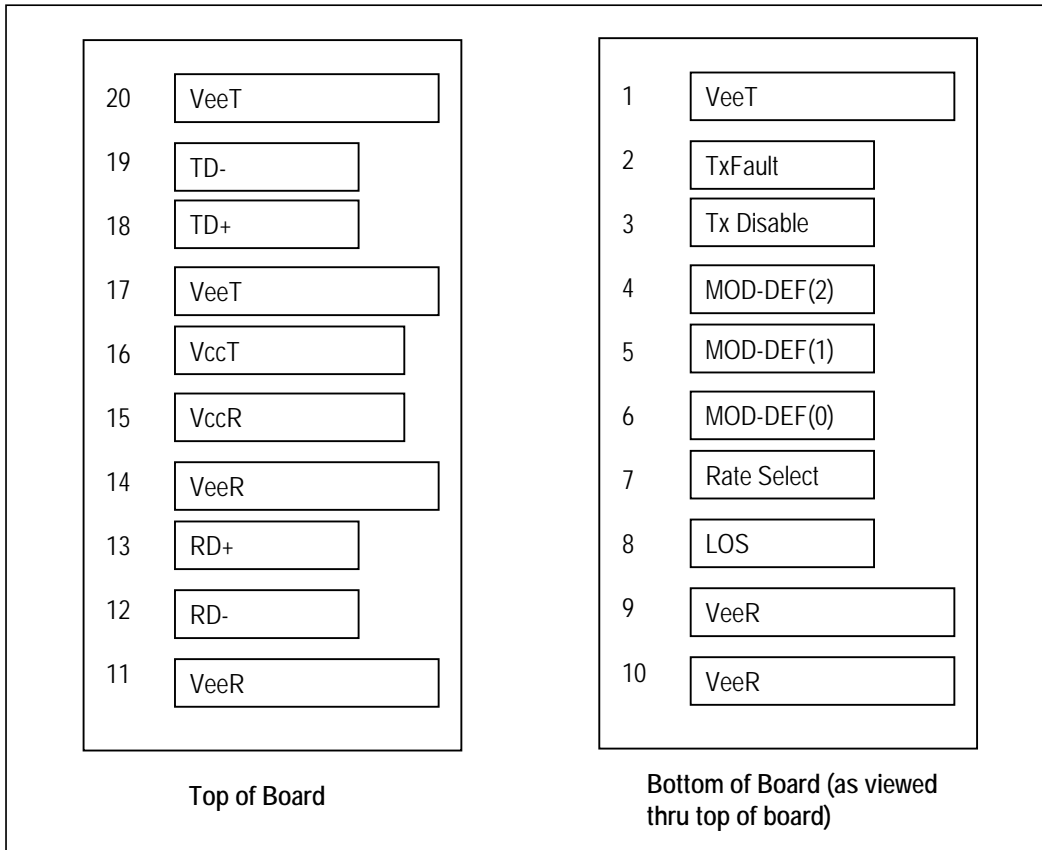 20 VeeT
19 TD-
18 TD+
17 VeeT
16 VccT
15 VccR
14 VeeR
13 RD+
12 RD-
11 VeeR
Top of Board
1 VeeT
2 TxFault
3 Tx Disable
4 MOD-DEF(2)
5 MOD-DEF(1)
6 MOD-DEF(0)
7 Rate Select
8 LOS
9 VeeR
10 VeeR
Bottom of Board (as viewed
thru top of board)